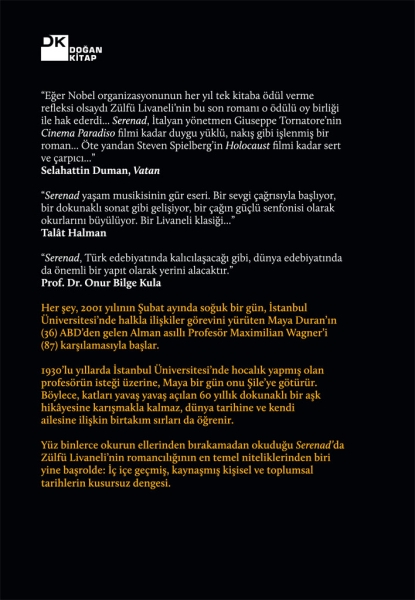 DK
DOĞAN
KİTAP
“Eğer Nobel organizasyonunun her yıl tek kitaba ödül verme
refleksi olsaydı Zülfü Livaneli’nin bu son romanı o ödülü oy birliği
ile hak ederdi... Serenad, İtalyan yönetmen Giuseppe Tornatore’nin
Cinema Paradiso filmi kadar duygu yüklü, nakış gibi işlenmiş bir
roman... Öte yandan Steven Spielberg’in Holocaust filmi kadar sert
ve çarpıcı...”
Selahattin Duman, Vatan
“Serenad yaşam musikisinin gür eseri. Bir sevgi çağrısıyla başlıyor,
bir dokunaklı sonat gibi gelişiyor, bir çağın güçlü senfonisi olarak
okurlarını büyülüyor. Bir Livaneli klasiği...”
Talât Halman
“Serenad, Türk edebiyatında kalıcılaşacağı gibi, dünya edebiyatında
da önemli bir yapıt olarak yerini alacaktır.”
Prof. Dr. Onur Bilge Kula
Her şey, 2001 yılının Şubat ayında soğuk bir gün, İstanbul
Üniversitesi’nde halkla ilişkiler görevini yürüten Maya Duran’ın
(36) ABD’den gelen Alman asıllı Profesör Maximilian Wagner’i
(87) karşılamasıyla başlar.
1930’lu yıllarda İstanbul Üniversitesi’nde hocalık yapmış olan
profesörün isteği üzerine, Maya bir gün onu Şile’ye götürür.
Böylece, katları yavaş yavaş açılan 60 yıllık dokunaklı bir aşk
hikâyesine karışmakla kalmaz, dünya tarihine ve kendi
ailesine ilişkin birtakım sırları da öğrenir.
Yüz binlerce okurun ellerinden bırakamadan okuduğu Serenad’da
Zülfü Livaneli’nin romancılığının en temel niteliklerinden biri
yine başrolde: İç içe geçmiş, kaynaşmış kişisel ve toplumsal
tarihlerin kusursuz dengesi.